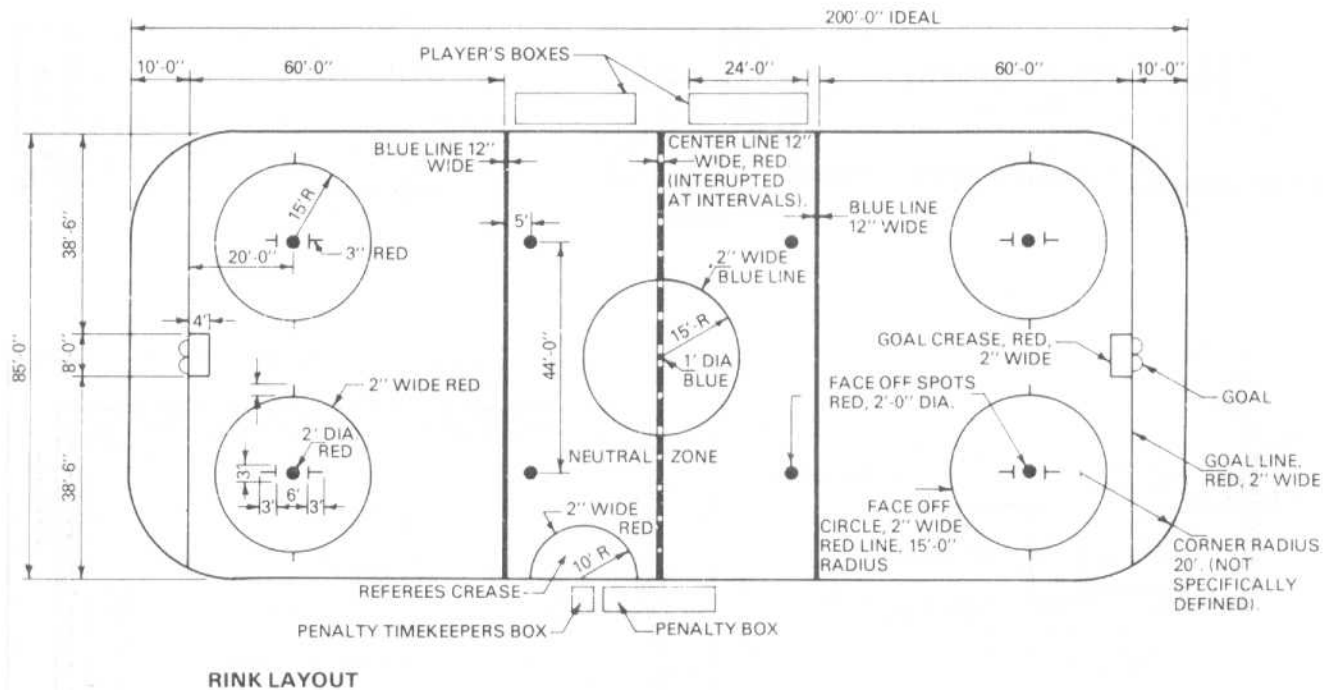 200'-0" IDEAL
PLAYER'S BOXES
10'-0"
60'-0"
24'-0"
60'-0"
10'-0"
BLUE LINE 12"
WIDE
CENTER LINE 12"
WIDE, RED
(INTERUPTED
AT INTERVALS).
BLUE LINE
12" WIDE
15'R
5'
3" RED
20'-0"
2" WIDE
BLUE LINE
38'-6"
4'
15'-R
8'-0"
85'-0"
44'-0"
1' DIA
BLUE
GOAL CREASE, RED,
2" WIDE
GOAL
2" WIDE RED
FACE OFF SPOTS
RED, 2'-0" DIA.
2' DIA.
RED
NEUTRAL ZONE
GOAL LINE,
RED, 2" WIDE
38'6"
3'
3'
6'
3'
2" WIDE
RED
10' R
FACE OFF
CIRCLE, 2" WIDE
RED LINE, 15'-0"
RADIUS
CORNER RADIUS
20'. (NOT
SPECIFICALLY
DEFINED).
REFEREES CREASE
PENALTY TIMEKEEPERS BOX
PENALTY BOX
RINK LAYOUT